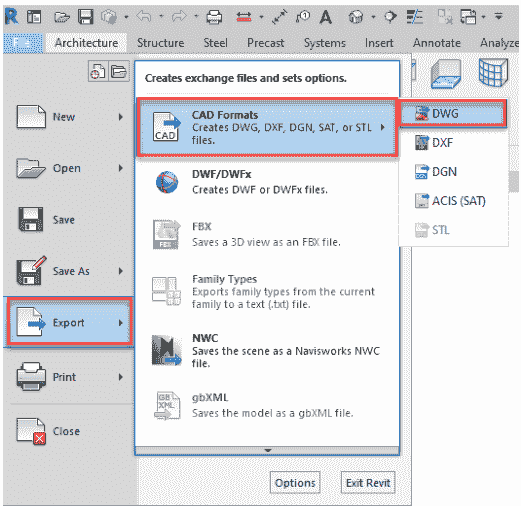 Architecture Structure Steel Precast Systems Insert Annotate Analyze
Creates exchange files and sets options.
New
Open
Save
Save As
Export
Print
Close
CAD
CAD Formats
Creates DWG, DXF, DGN, SAT, or STL
files.
DWF/DWFx
Creates DWF or DWFx files.
FBX
Saves a 3D view as an FBX file.
Family Types
Exports family types from the current
family to a text (.txt) file.
NWC
Saves the scene as a Navisworks NWC
file.
gbXML
Saves the model as a gbXML file.
DWG
DXF
DGN
ACIS (SAT)
STL
Options
Exit Revit